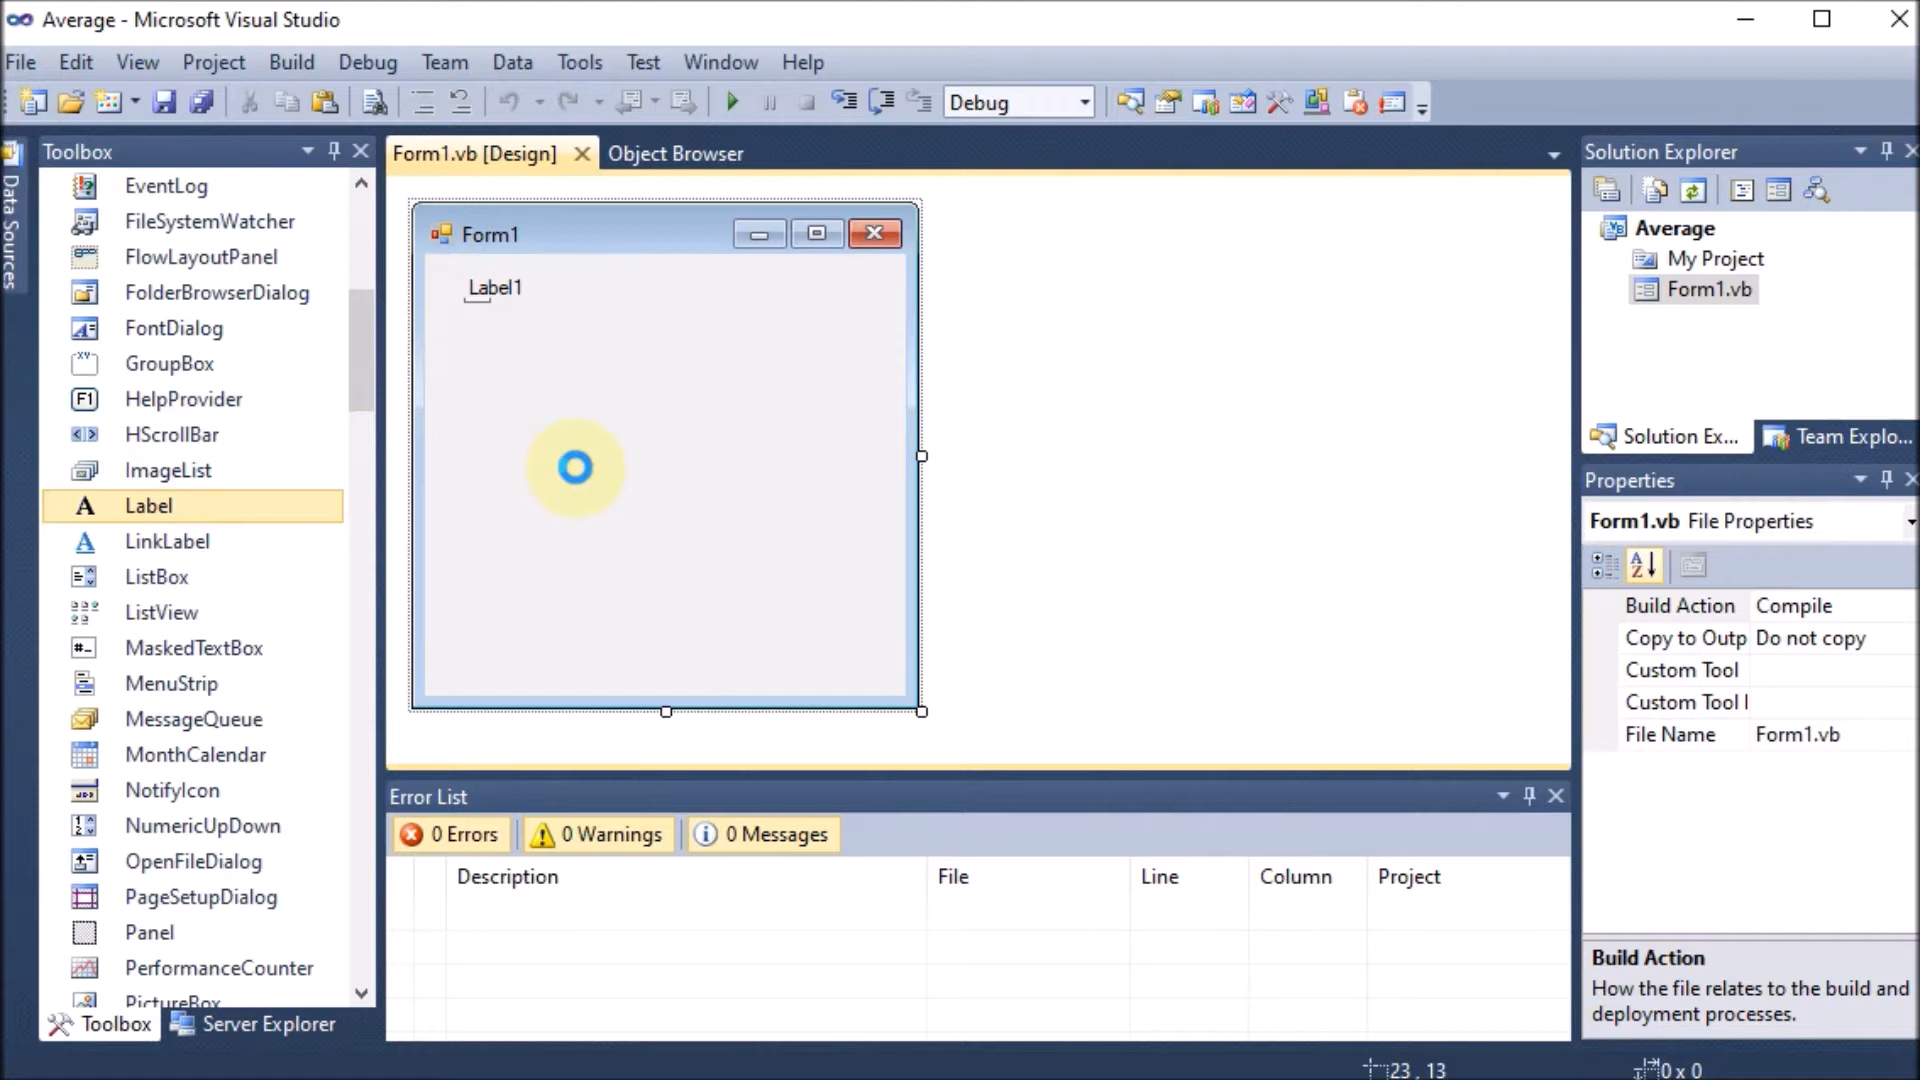 Average - Microsoft Visual Studio
File Edit View Project Build Debug Team Data Tools Test Window Help
Debug
Data Sources
Toolbox
EventLog
FileSystemWatcher
FlowLayoutPanel
FolderBrowserDialog
FontDialog
GroupBox
HelpProvider
HScrollBar
ImageList
Label
LinkLabel
ListBox
ListView
MaskedTextBox
MenuStrip
MessageQueue
MonthCalendar
NotifyIcon
NumericUpDown
OpenFileDialog
PageSetupDialog
Panel
PerformanceCounter
PictureBox
Toolbox Server Explorer
Form1.vb [Design] Object Browser
Form1
Label1
Error List
0 Errors 0 Warnings 0 Messages
Description File Line Column Project
Solution Explorer
Average
My Project
Form1.vb
Solution Ex... Team Explo...
Properties
Form1.vb File Properties
Build Action Compile
Copy to Outp Do not copy
Custom Tool
Custom Tool
File Name Form1.vb
Build Action
How the file relates to the build and
deployment processes.
23 , 13 0 x 0